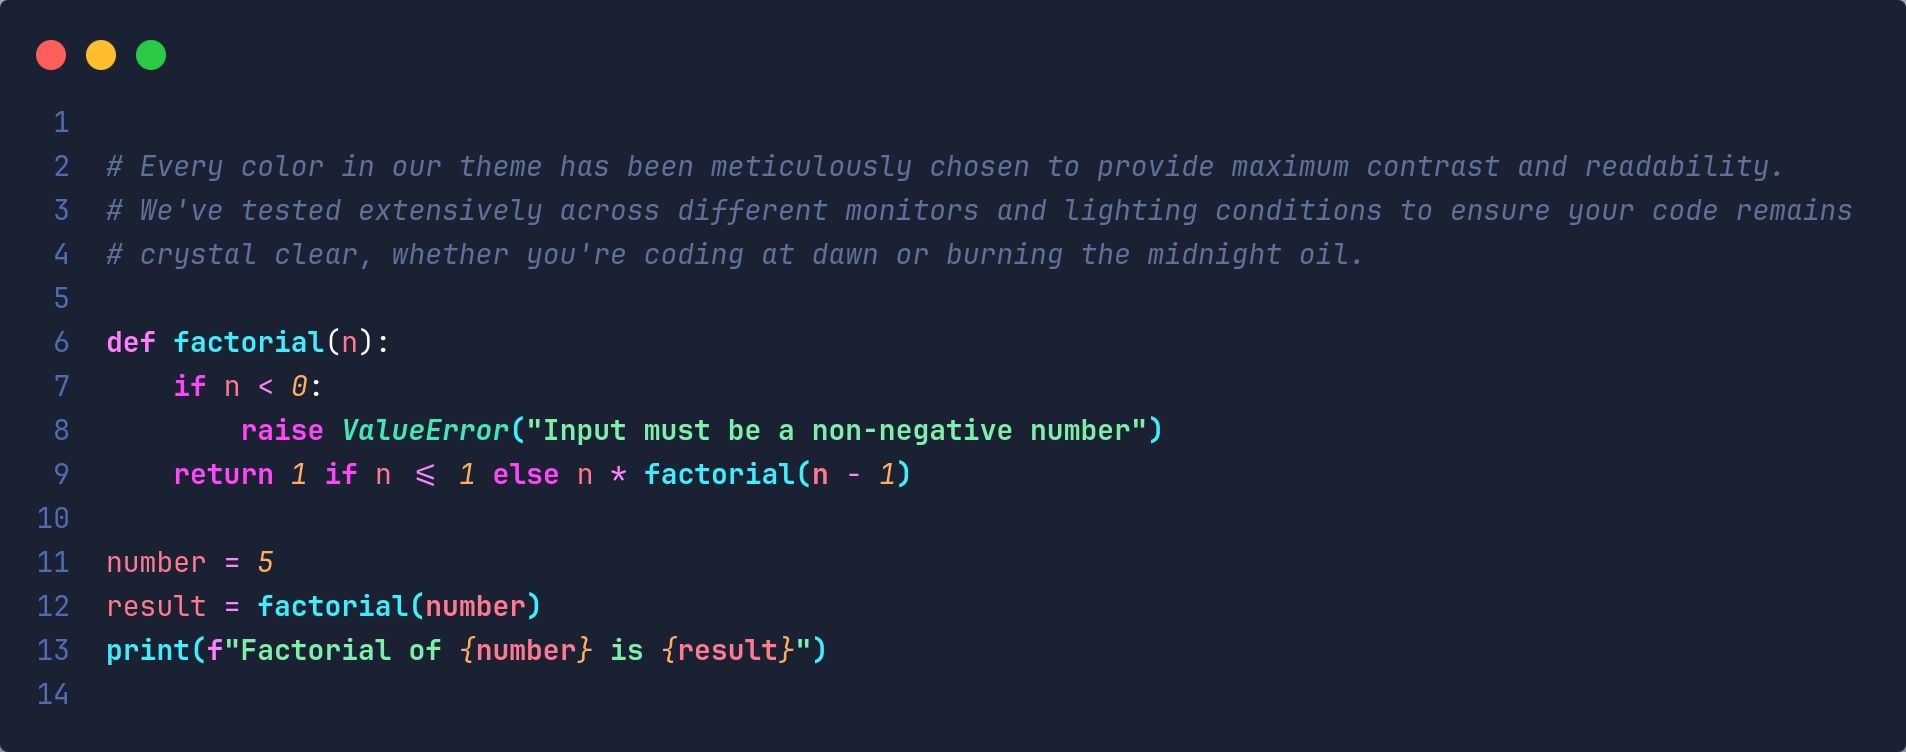 1
2 # Every color in our theme has been meticulously chosen to provide maximum contrast and readability.
3 # We've tested extensively across different monitors and lighting conditions to ensure your code remains
4 # crystal clear, whether you're coding at dawn or burning the midnight oil.
5
6 def factorial(n):
7     if n < 0:
8         raise ValueError("Input must be a non-negative number")
9     return 1 if n <= 1 else n * factorial(n - 1)
10
11 number = 5
12 result = factorial(number)
13 print(f"Factorial of {number} is {result}")
14